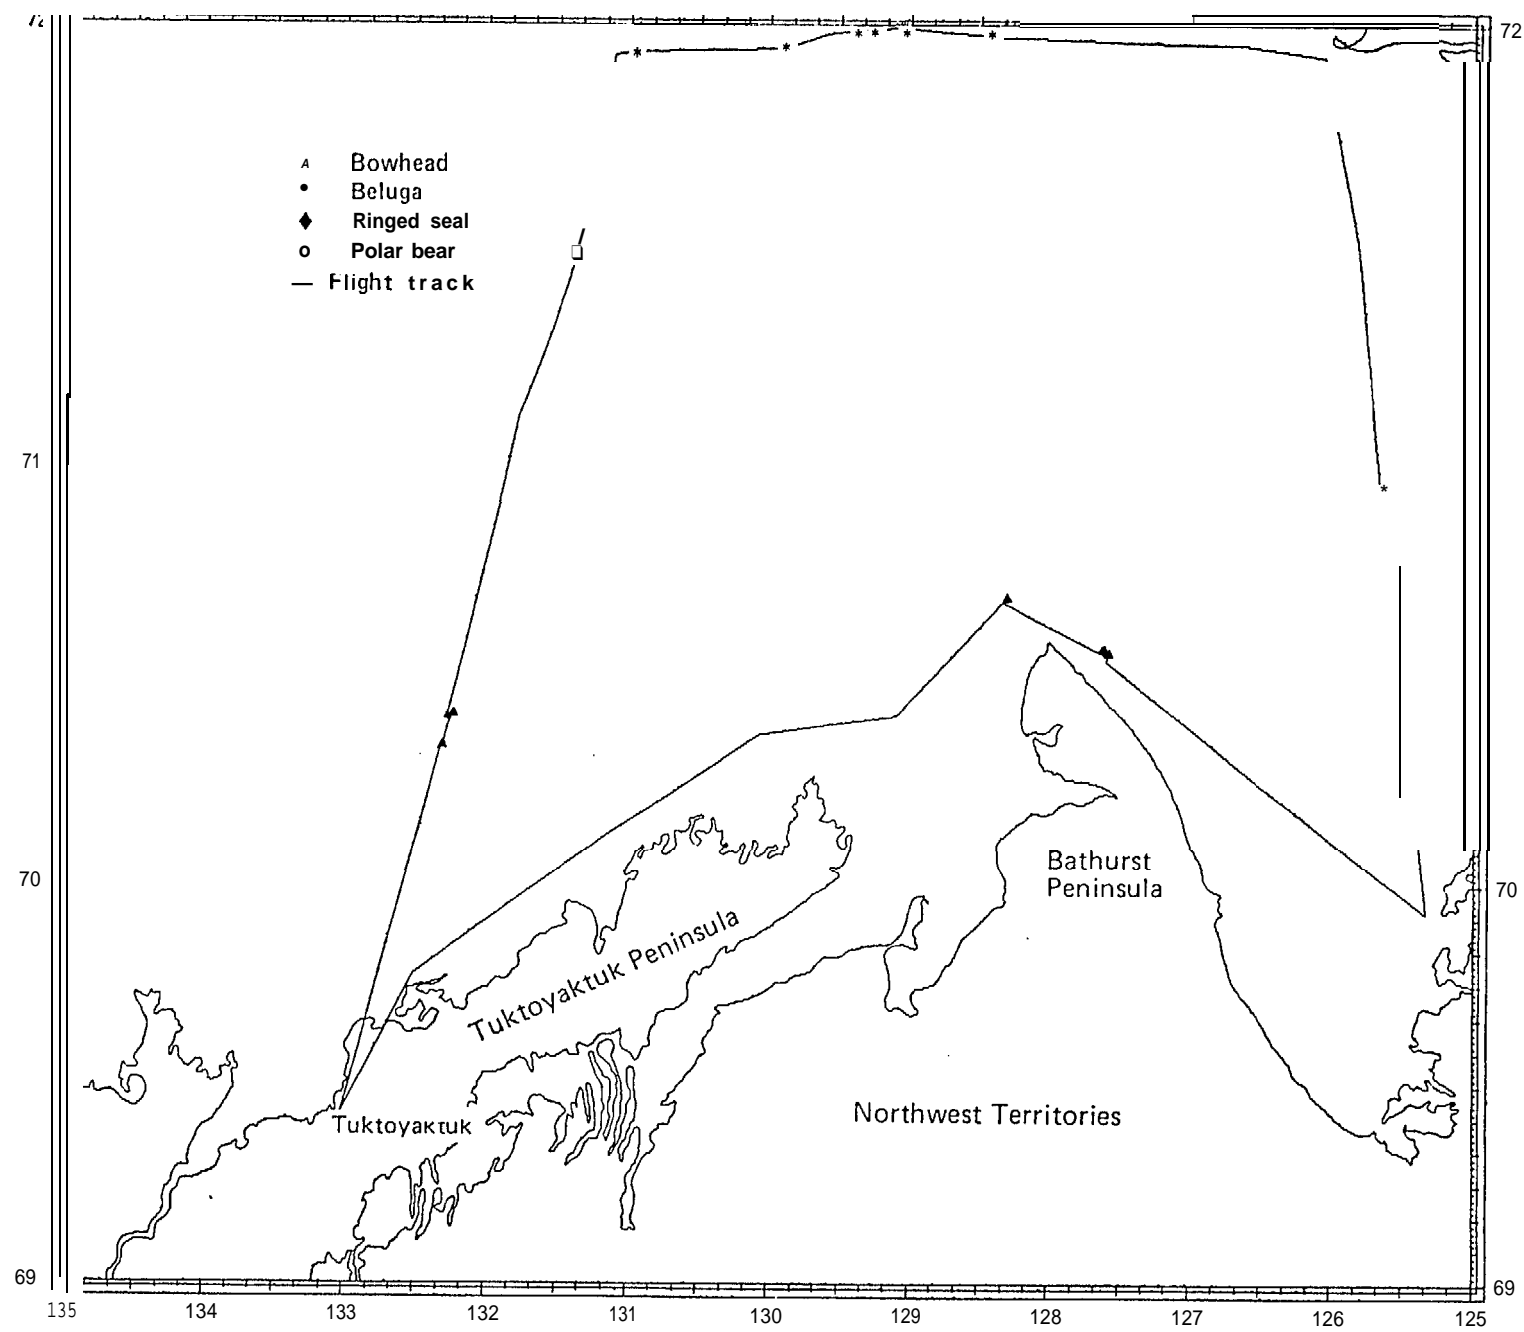 72
72
A Bowhead
• Beluga
♦ Ringed seal
o Polar bear
— Flight track
71
70
70
Bathurst
Peninsula
Tuktoyaktuk Peninsula
Tuktoyaktuk
Northwest Territories
69
69
135 134 133 132 131 130 129 128 127 126 125